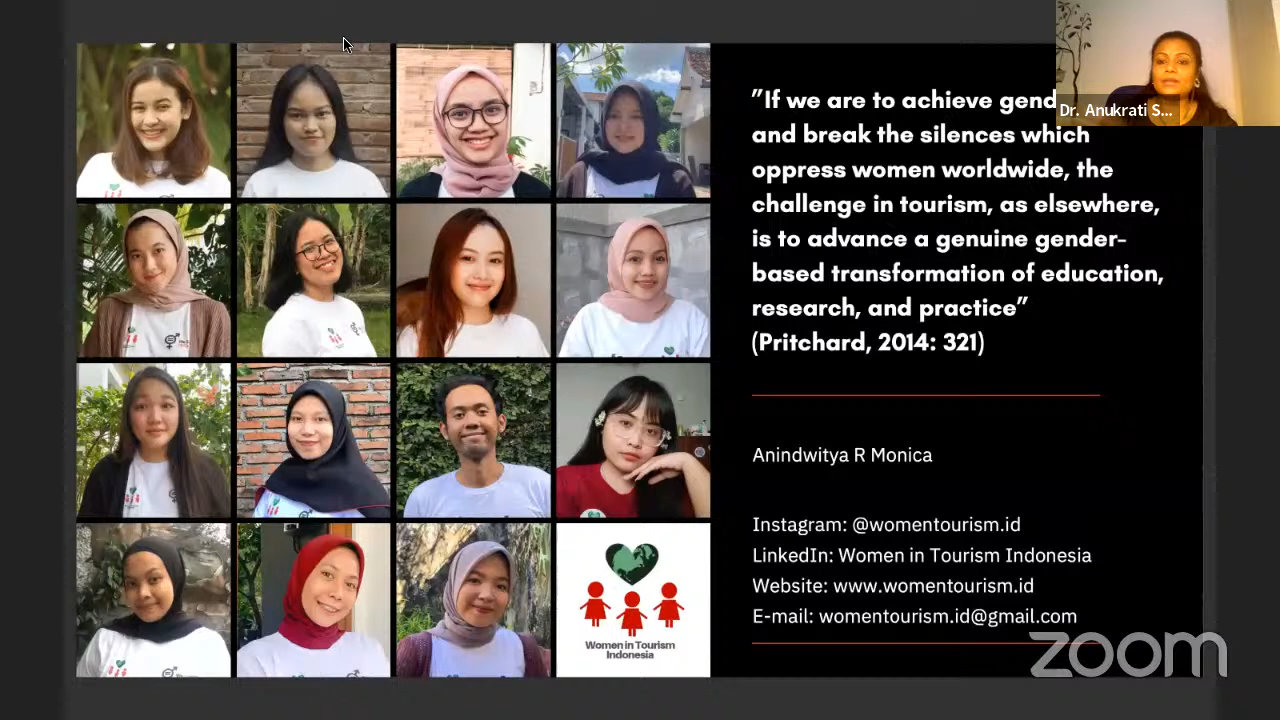 "If we are to achieve gend
and break the silences which
oppress women worldwide, the
challenge in tourism, as elsewhere,
is to advance a genuine gender-
based transformation of education,
research, and practice"
(Pritchard, 2014: 321)
Dr. Anukrati S...
Anindwitya R Monica
Instagram: @womentourism.id
LinkedIn: Women in Tourism Indonesia
Website: www.womentourism.id
E-mail: womentourism.id@gmail.com
Women in Tourism
Indonesia
zoom